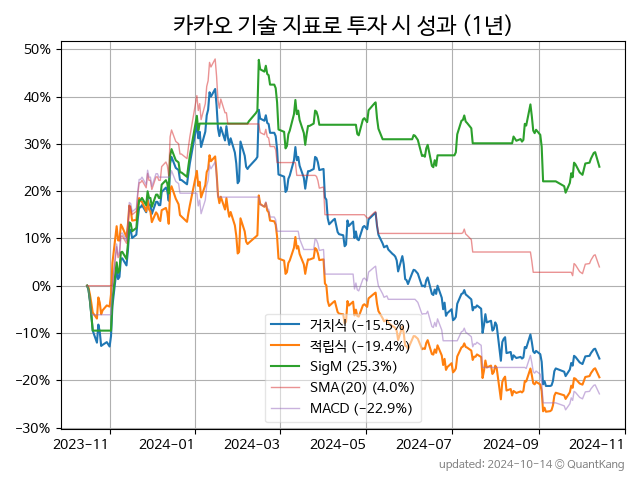 카카오 기술 지표로 투자 시 성과 (1년)
50%
40%
30%
20%
10%
0%
−10%
−20%
−30%
거치식 (−15.5%)
적립식 (−19.4%)
SigM (25.3%)
SMA(20) (4.0%)
MACD (−22.9%)
2023-11
2024-01
2024-03
2024-05
2024-07
2024-09
2024-11
updated: 2024-10-14 @ QuantKang